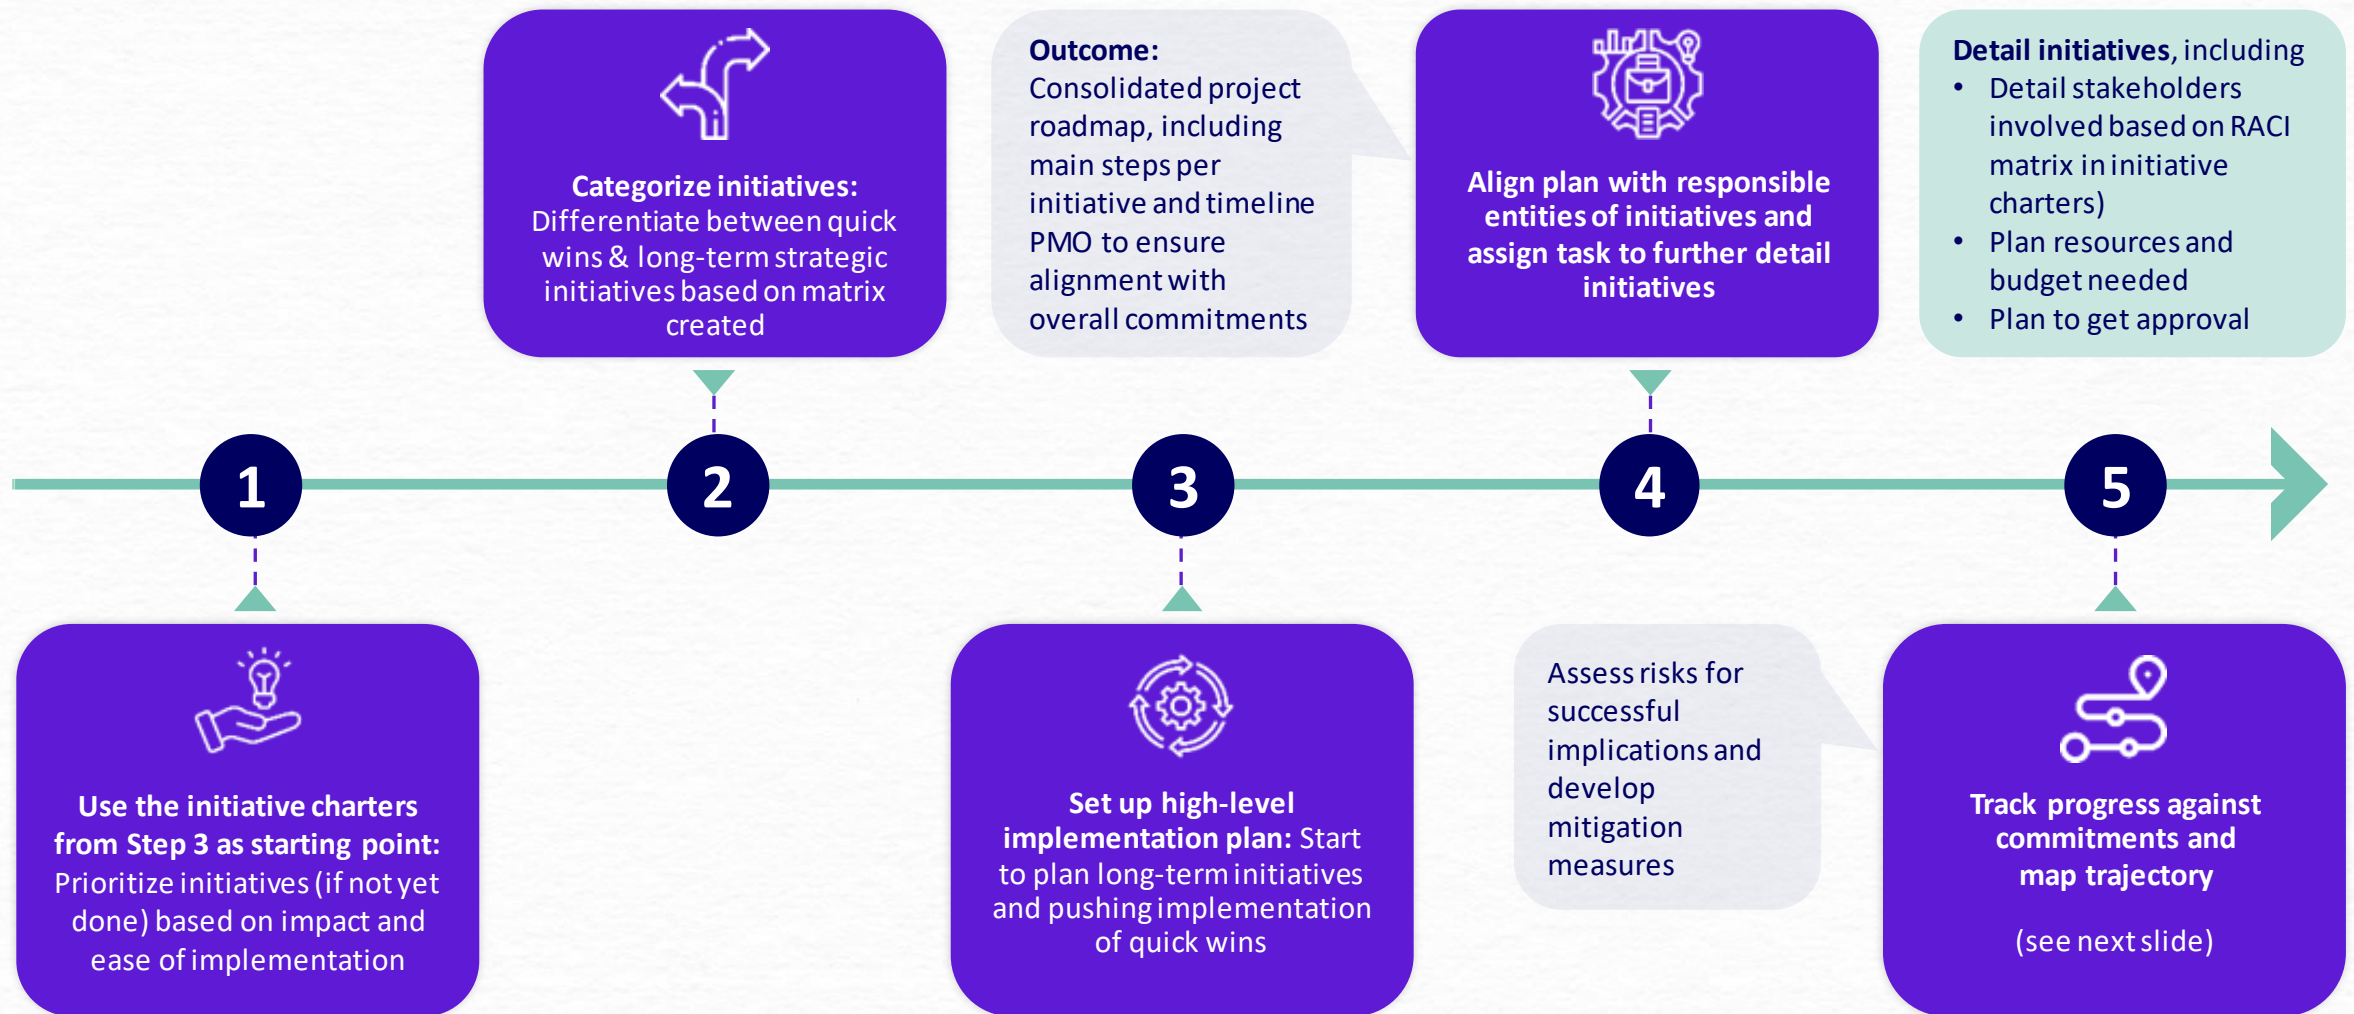 Categorize initiatives:
Differentiate between quick
wins & long-term strategic
initiatives based on matrix
created
Outcome:
Consolidated project
roadmap, including
main steps per
initiative and timeline
PMO to ensure
alignment with
overall commitments
Align plan with responsible
entities of initiatives and
assign task to further detail
initiatives
Detail initiatives, including
• Detail stakeholders
involved based on RACI
matrix in initiative
charters)
• Plan resources and
budget needed
• Plan to get approval
1
2
3
4
5
Use the initiative charters
from Step 3 as starting point:
Prioritize initiatives (if not yet
done) based on impact and
ease of implementation
Set up high-level
implementation plan: Start
to plan long-term initiatives
and pushing implementation
of quick wins
Assess risks for
successful
implications and
develop
mitigation
measures
Track progress against
commitments and
map trajectory
(see next slide)